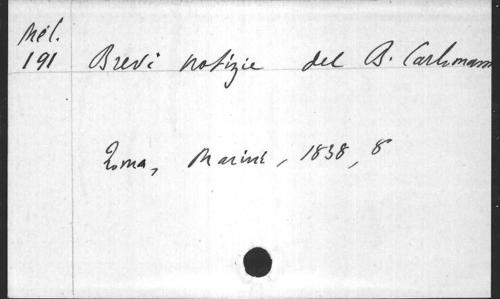 Mél.
191
Brevi notizie del B. Carlomann
Roma, Marini, 1838, 8